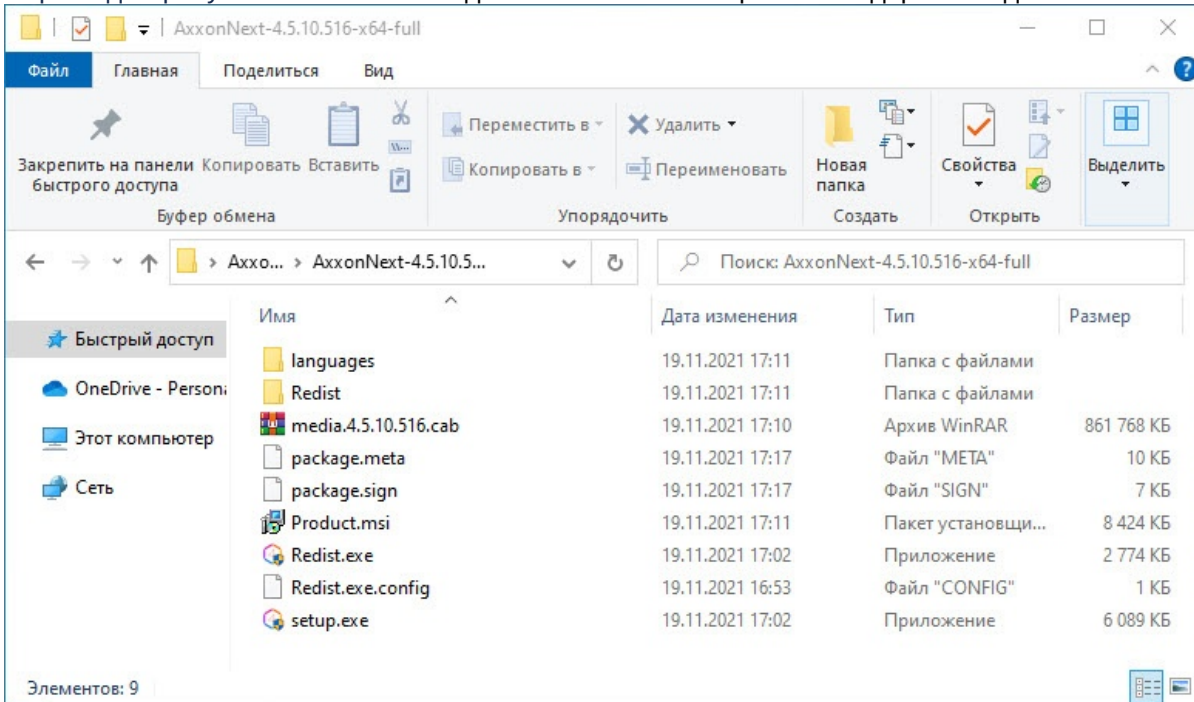 AxxonNext-4.5.10.516-x64-full
Файл Главная Поделиться Вид
Закрепить на панели быстрого доступа
Копировать
Вставить
Буфер обмена
Переместить в
Копировать в
Удалить
Переименовать
Упорядочить
Новая папка
Создать
Свойства
Открыть
Выделить
Axxo... > AxxonNext-4.5.10.5...
Поиск: AxxonNext-4.5.10.516-x64-full
Быстрый доступ
OneDrive - Person
Этот компьютер
Сеть
Имя Дата изменения Тип Размер
languages 19.11.2021 17:11 Папка с файлами
Redist 19.11.2021 17:11 Папка с файлами
media.4.5.10.516.cab 19.11.2021 17:10 Архив WinRAR 861 768 КБ
package.meta 19.11.2021 17:17 Файл "META" 10 КБ
package.sign 19.11.2021 17:17 Файл "SIGN" 7 КБ
Product.msi 19.11.2021 17:11 Пакет установщи... 8 424 КБ
Redist.exe 19.11.2021 17:02 Приложение 2 774 КБ
Redist.exe.config 19.11.2021 16:53 Файл "CONFIG" 1 КБ
setup.exe 19.11.2021 17:02 Приложение 6 089 КБ
Элементов: 9